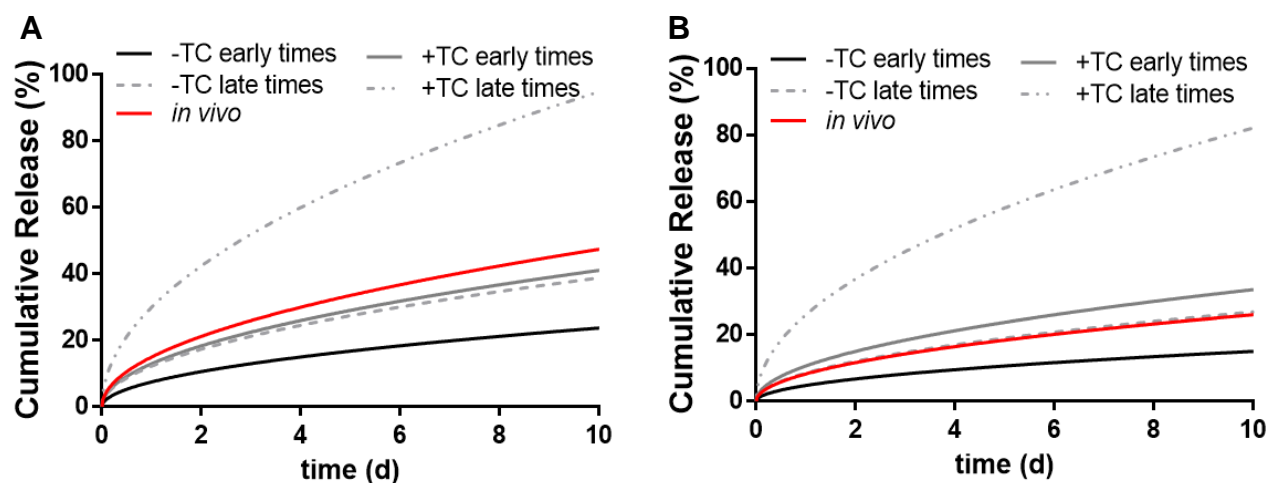 A
-TC early times
+TC early times
-TC late times
+TC late times
in vivo
Cumulative Release (%)
100
80
60
40
20
0
0 2 4 6 8 10
time (d)
B
-TC early times
+TC early times
-TC late times
+TC late times
in vivo
Cumulative Release (%)
100
80
60
40
20
0
0 2 4 6 8 10
time (d)